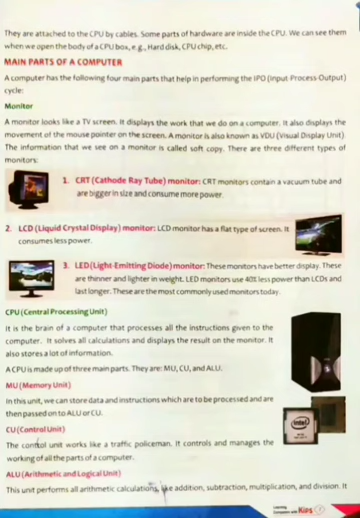 They are attached to the CPU by cables. Some parts of hardware are inside the CPU. We can see them
when we open the body of a CPU box, e.g., Hard disk, CPU chip, etc.
MAIN PARTS OF A COMPUTER
A computer has the following four main parts that help in performing the IPO (Input-Process-Output)
cycle:
Monitor
A monitor looks like a TV screen. It displays the work that we do on a computer. It also displays the
movement of the mouse pointer on the screen. A monitor is also known as VDU (Visual Display Unit).
The information that we see on a monitor is called soft copy. There are three different types of
monitors:
1. CRT (Cathode Ray Tube) monitor: CRT monitors contain a vacuum tube and
are bigger in size and consume more power.
2. LCD (Liquid Crystal Display) monitor: LCD monitor has a flat type of screen. It
consumes less power.
3. LED (Light Emitting Diode) monitor: These monitors have better display. These
are thinner and lighter in weight. LED monitors use 40% less power than LCDs and
last longer. These are the most commonly used monitors today.
CPU (Central Processing Unit)
It is the brain of a computer that processes all the instructions given to the
computer. It solves all calculations and displays the result on the monitor. It
also stores a lot of information.
A CPU is made up of three main parts. They are: MU, CU, and ALU.
MU (Memory Unit)
In this unit, we can store data and instructions which are to be processed and are
then passed on to ALU or CU.
intel
CU (Control Unit)
The control unit works like a traffic policeman. It controls and manages the
working of all the parts of a computer.
ALU (Arithmetic and Logical Unit)
This unit performs all arithmetic calculations, like addition, subtraction, multiplication, and division. It
Learning Computers with Kips